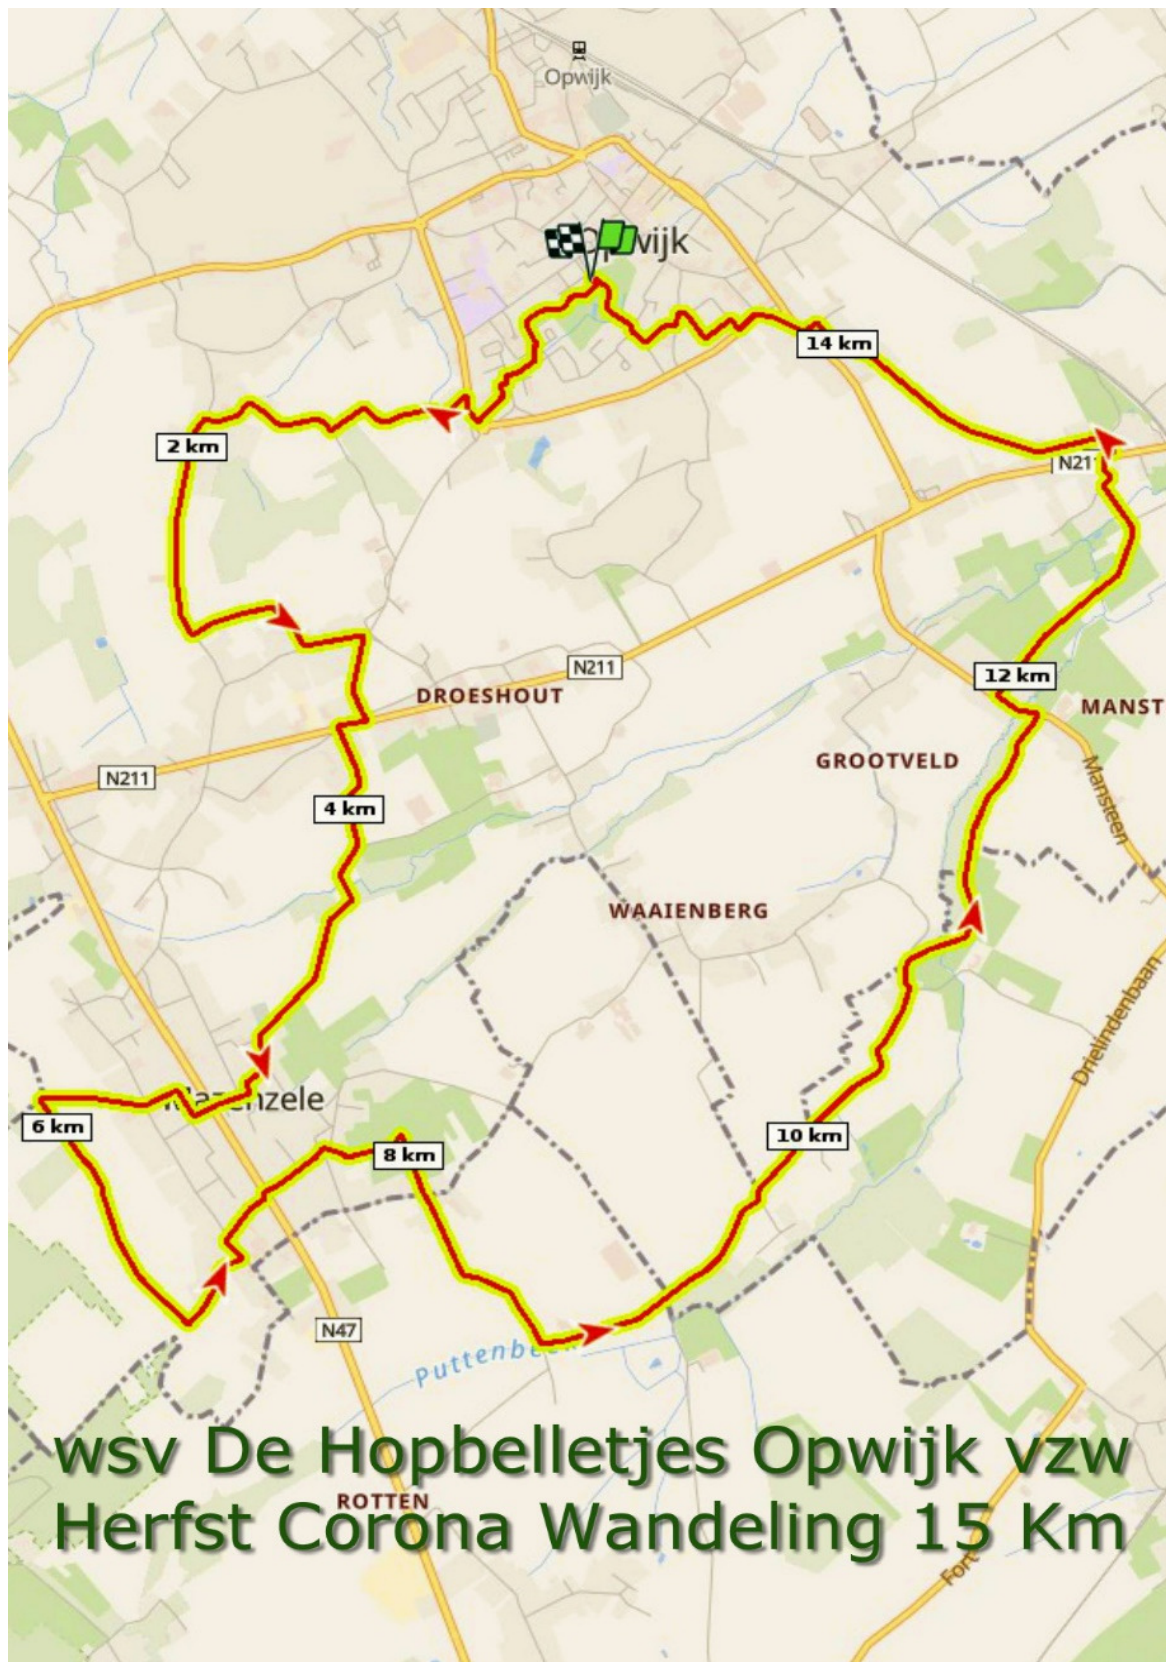 Opwijk
Opwijk
14 km
N211
2 km
12 km
N211
DROESHOUT
MANST
GROOTVELD
N211
Mansteen
4 km
WAAIENBERG
Drielindenbaan
Mazenzele
6 km
10 km
8 km
N47
Puttenbeek
wsv De Hopbelletjes Opwijk vzw
ROTTEN
Herfst Corona Wandeling 15 Km
Fort